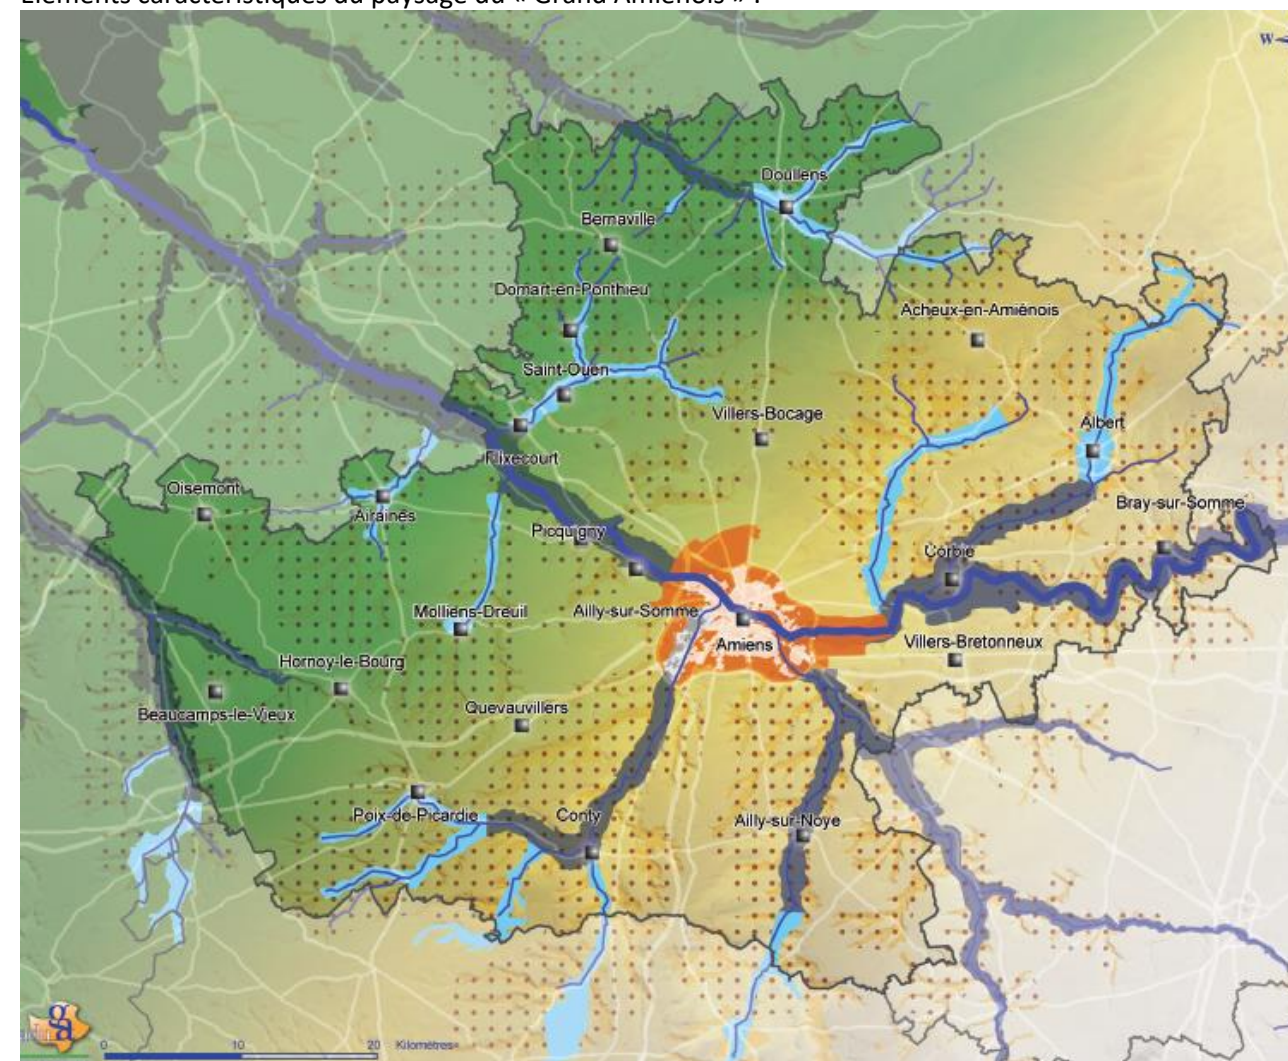 Eléments caractéristiques du paysage du « Grand Amiénois » :
W
Doullens
Bernaville
Domart-en-Ponthieu
Acheux-en-Amiénois
Saint-Ouen
Villers-Bocage
Albert
Flixecourt
Oisemont
Airaines
Bray-sur-Somme
Picquigny
Corbie
Molliens-Dreuil
Ailly-sur-Somme
Amiens
Villers-Bretonneux
Hornoy-le-Bourg
Beaucamps-le-Vieux
Quevauvillers
Poix-de-Picardie
Conty
Ailly-sur-Noye
ga
0 10 20 Kilomètres